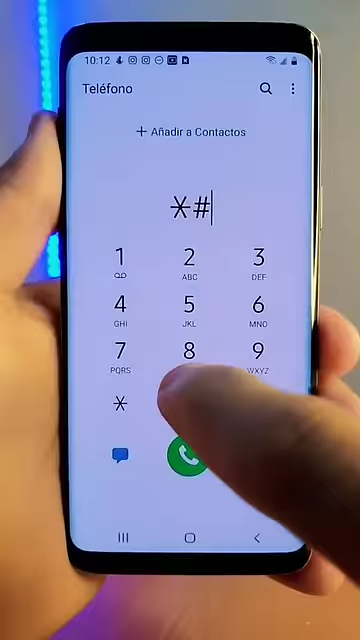 10:12
Teléfono
+ Añadir a Contactos
*#
1 2 3
ABC DEF
4 5 6
GHI JKL MNO
7 8 9
PQRS WXYZ
*